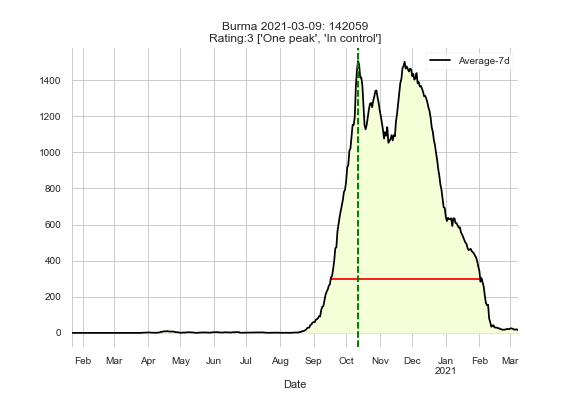 Burma 2021-03-09: 142059
Rating:3 ['One peak', 'In control']
Average-7d
1400
1200
1000
800
600
400
200
0
Feb Mar Apr May Jun Jul Aug Sep Oct Nov Dec Jan Feb Mar
2021
Date